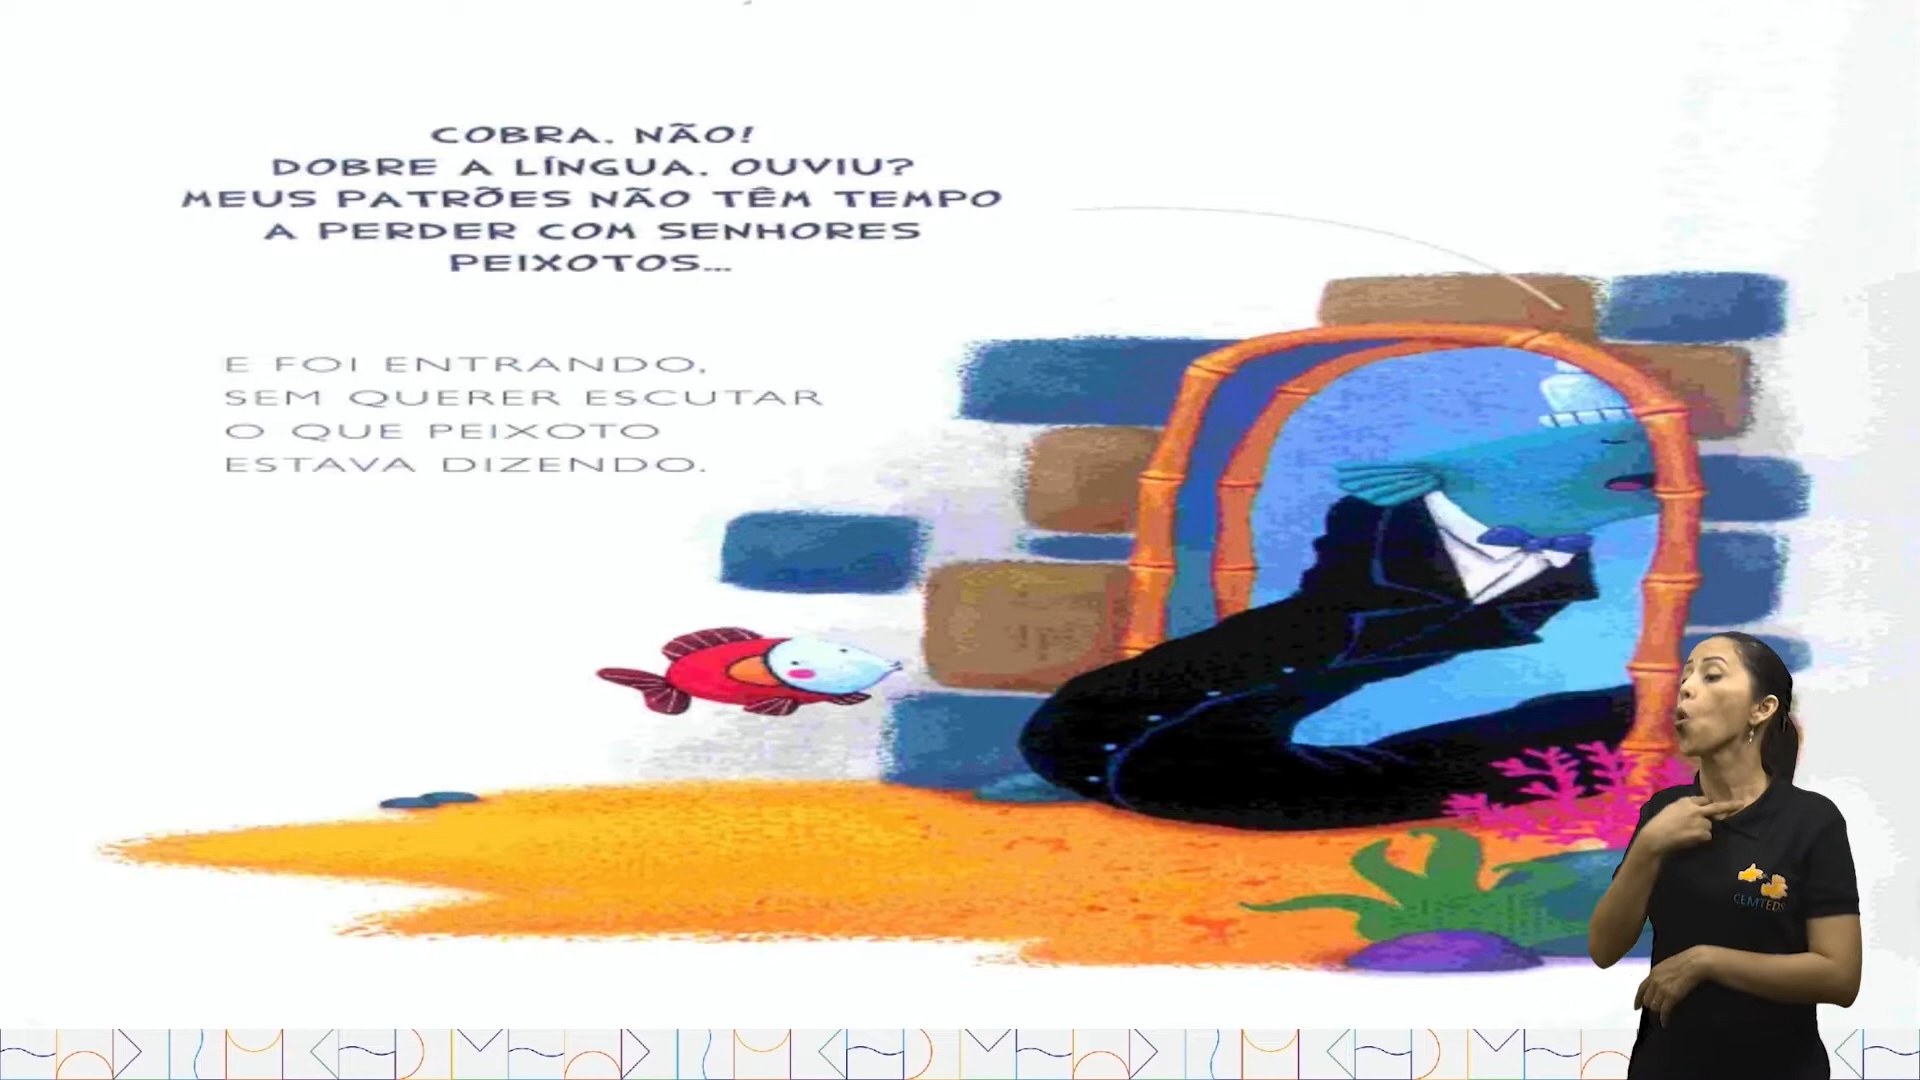 COBRA, NÃO!
DOBRE A LÍNGUA, OUVIU?
MEUS PATRÕES NÃO TÊM TEMPO
A PERDER COM SENHORES
PEIXOTOS...
E FOI ENTRANDO,
SEM QUERER ESCUTAR
O QUE PEIXOTO
ESTAVA DIZENDO.
CEMTEDS